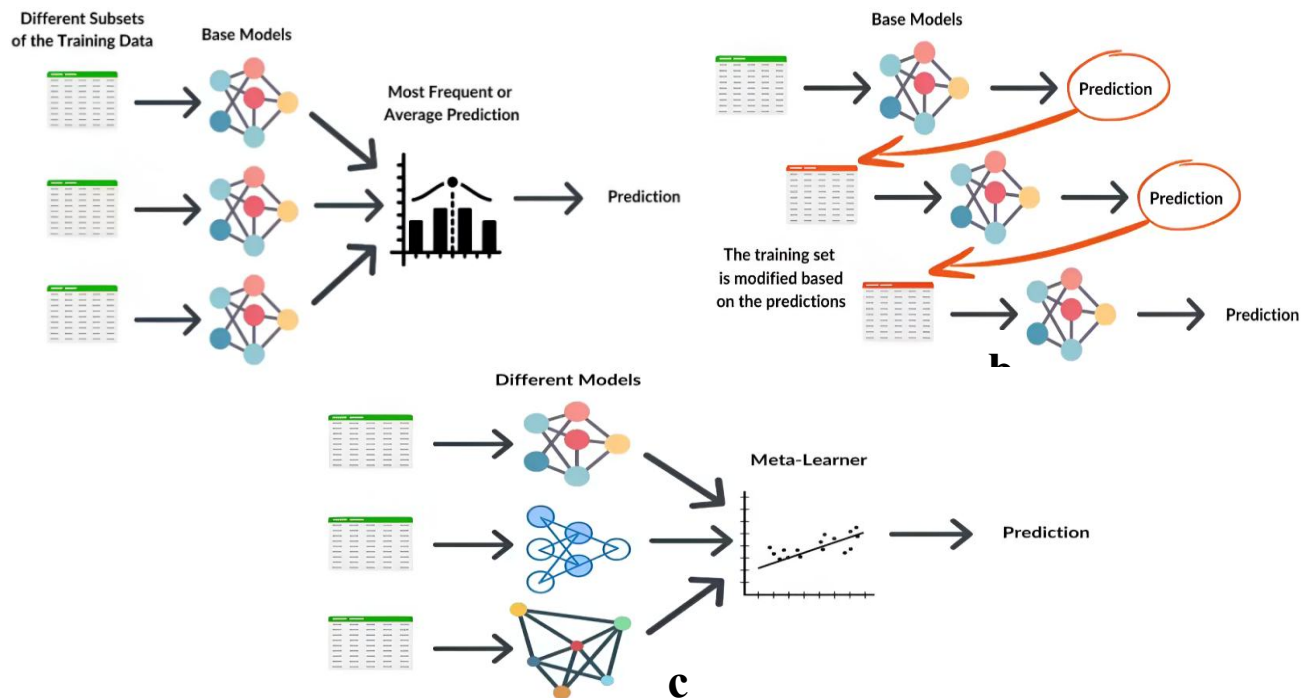 Different Subsets
of the Training Data
Base Models
Most Frequent or
Average Prediction
Prediction
Base Models
Prediction
Prediction
The training set
is modified based
on the predictions
Prediction
Different Models
Meta-Learner
Prediction
c